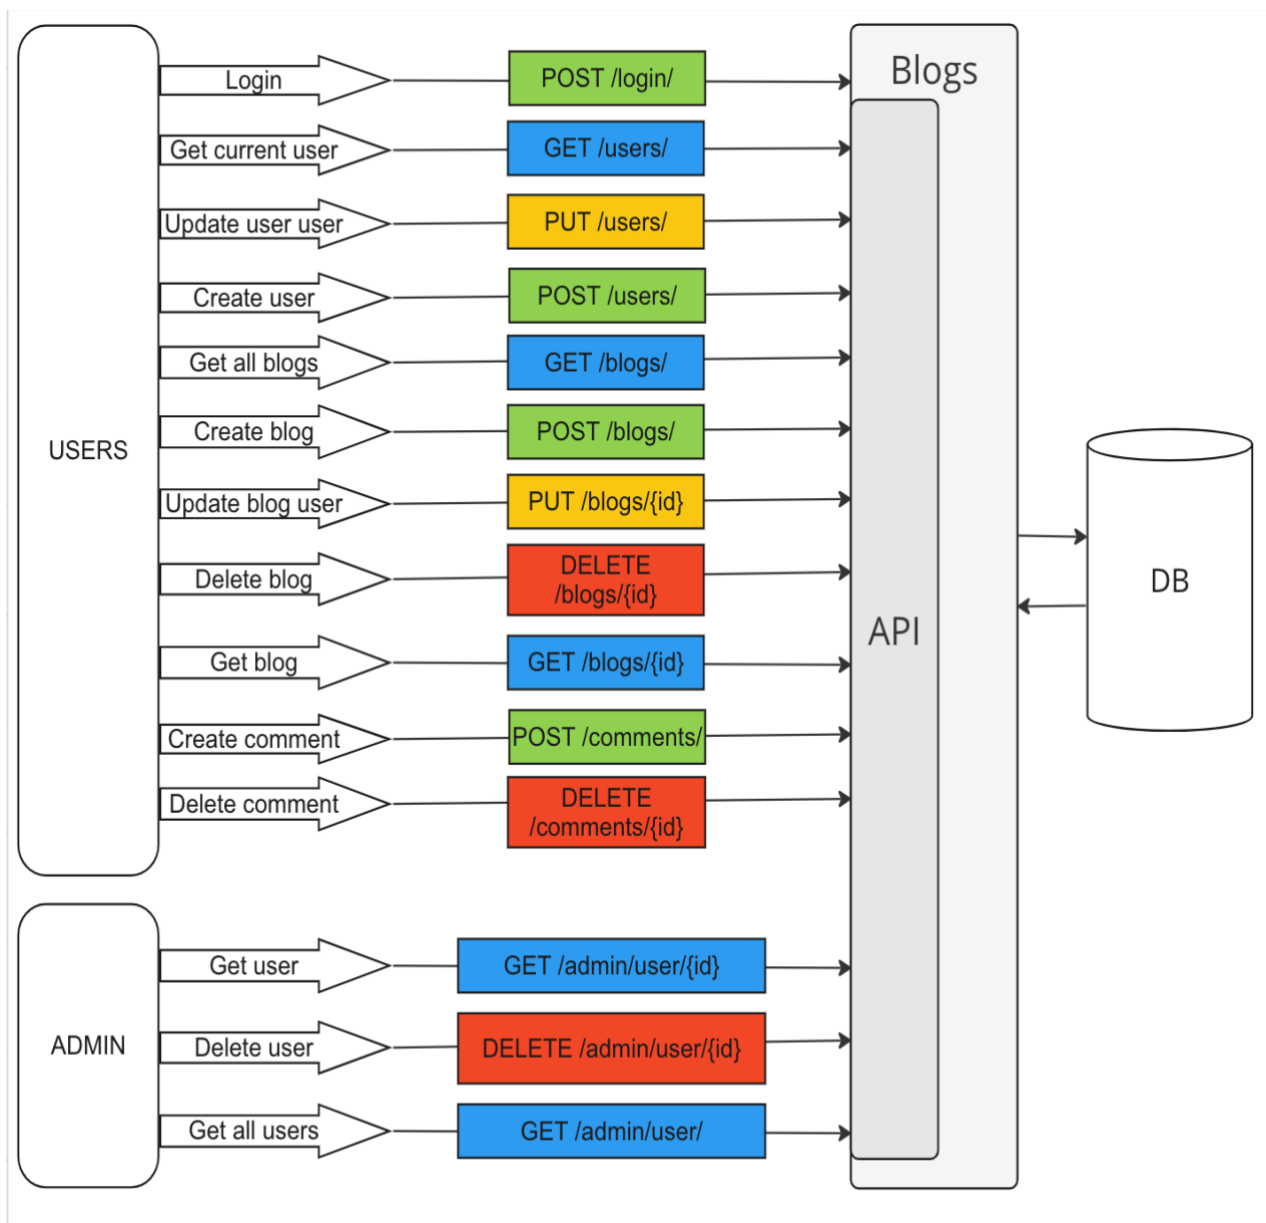 Blogs
Login
POST /login/
Get current user
GET /users/
Update user user
PUT /users/
Create user
POST /users/
Get all blogs
GET /blogs/
Create blog
POST /blogs/
USERS
Update blog user
PUT /blogs/{id}
Delete blog
DELETE
/blogs/{id}
DB
API
Get blog
GET /blogs/{id}
Create comment
POST /comments/
Delete comment
DELETE
/comments/{id}
Get user
GET /admin/user/{id}
ADMIN
Delete user
DELETE /admin/user/{id}
Get all users
GET /admin/user/